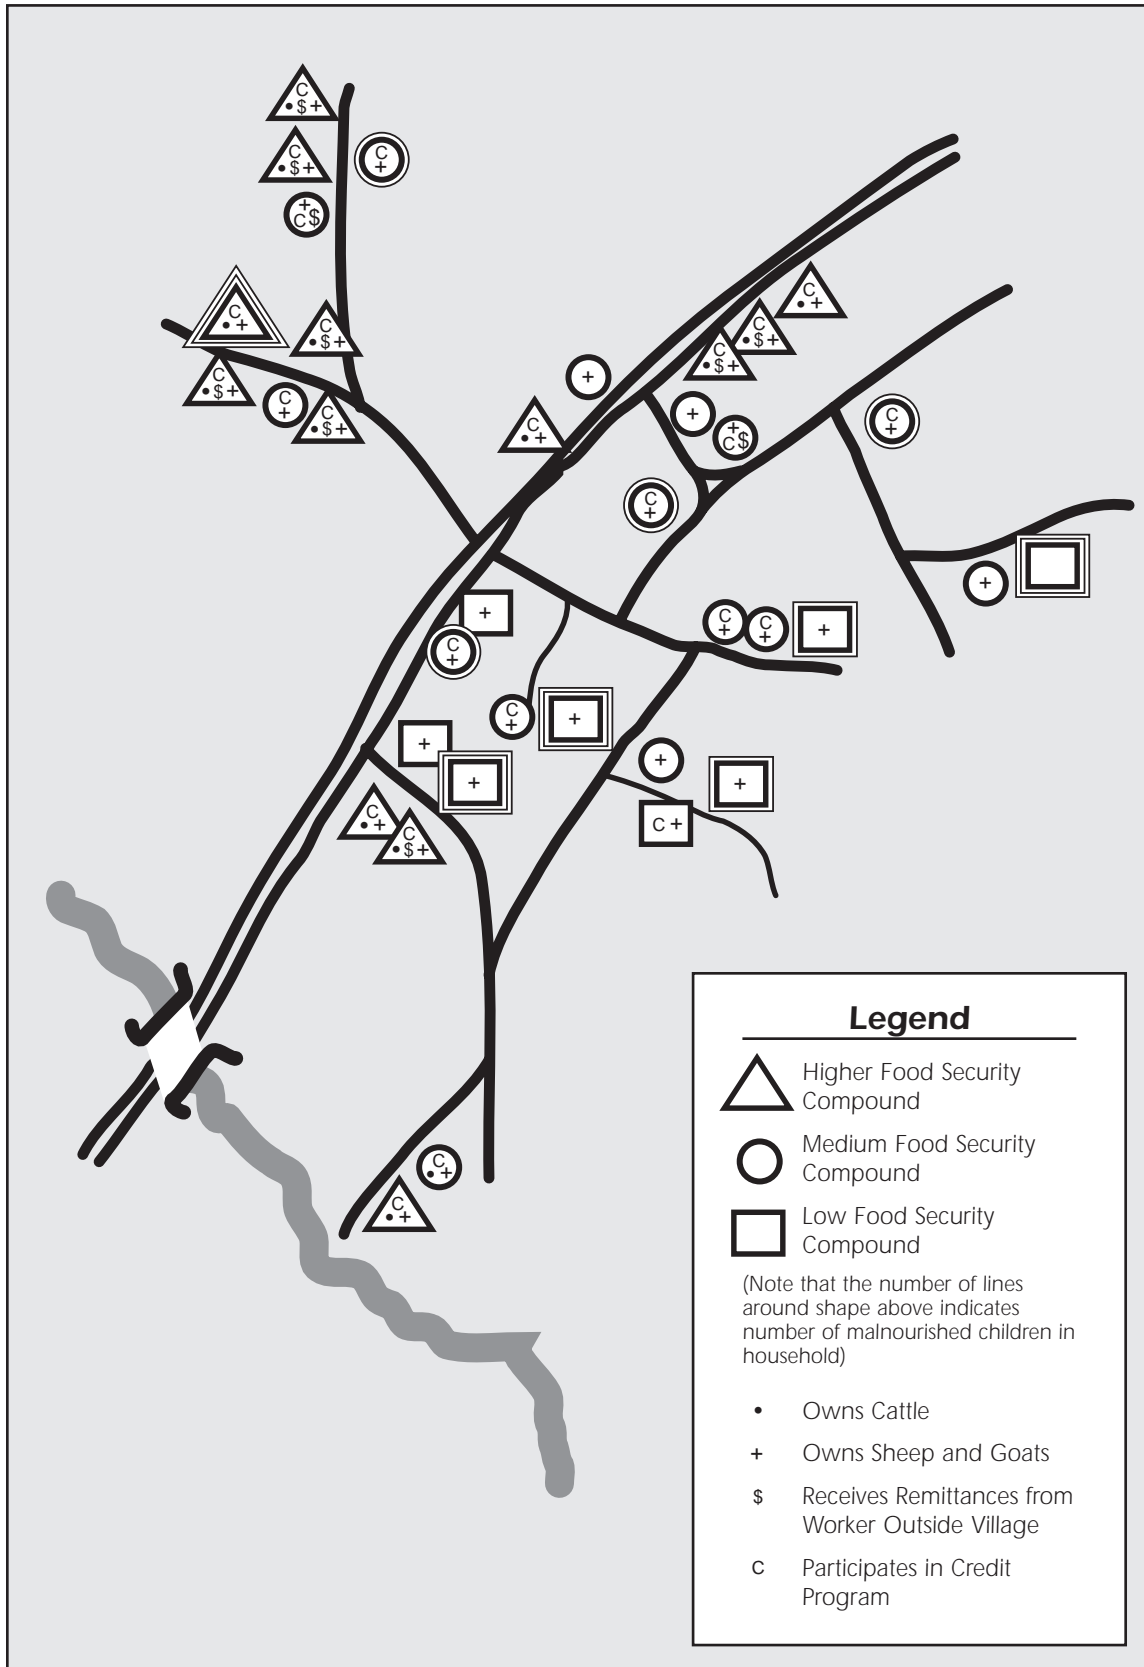 C
•$+
C
•$+
C
+
+
C$
C
•+
C
•$+
C
•$+
C
+
C
•$+
C
•+
C
•$+
C
•$+
+
C
•+
+
+
C$
C
+
C
+
+
+
C
+
C
+
C
+
+
C
+
+
+
+
+
+
C+
C
•+
C
•$+
C
•+
C
•+
Legend
Higher Food Security
Compound
Medium Food Security
Compound
Low Food Security
Compound
(Note that the number of lines
around shape above indicates
number of malnourished children in
household)
• Owns Cattle
+ Owns Sheep and Goats
$ Receives Remittances from
Worker Outside Village
C Participates in Credit
Program